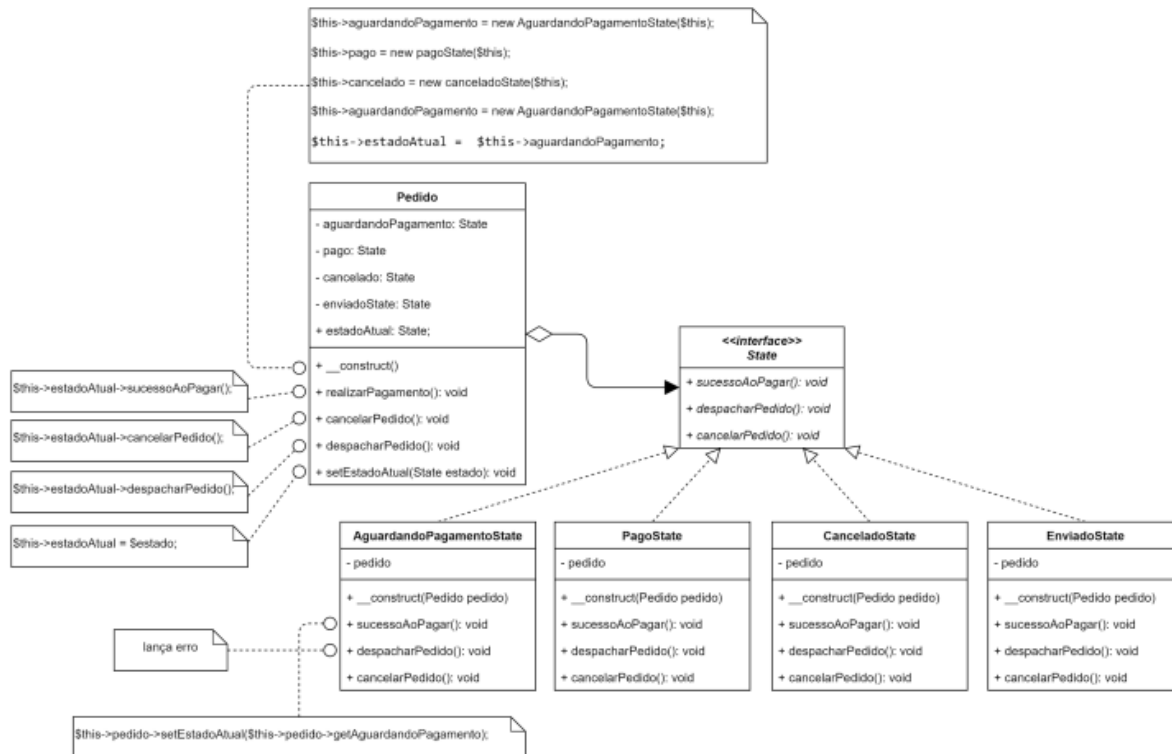 $this->aguardandoPagamento = new AguardandoPagamentoState($this);
$this->pago = new pagoState($this);
$this->cancelado = new canceladoState($this);
$this->aguardandoPagamento = new AguardandoPagamentoState($this);
$this->estadoAtual = $this->aguardandoPagamento;
Pedido
- aguardandoPagamento: State
- pago: State
- cancelado: State
- enviadoState: State
+ estadoAtual: State;
+ __construct()
+ realizarPagamento(): void
+ cancelarPedido(): void
+ despacharPedido(): void
+ setEstadoAtual(State estado): void
$this->estadoAtual->sucessoAoPagar();
$this->estadoAtual->cancelarPedido();
$this->estadoAtual->despacharPedido();
$this->estadoAtual = $estado;
<<interface>>
State
+ sucessoAoPagar(): void
+ despacharPedido(): void
+ cancelarPedido(): void
AguardandoPagamentoState
- pedido
+ __construct(Pedido pedido)
+ sucessoAoPagar(): void
+ despacharPedido(): void
+ cancelarPedido(): void
PagoState
- pedido
+ __construct(Pedido pedido)
+ sucessoAoPagar(): void
+ despacharPedido(): void
+ cancelarPedido(): void
CanceladoState
- pedido
+ __construct(Pedido pedido)
+ sucessoAoPagar(): void
+ despacharPedido(): void
+ cancelarPedido(): void
EnviadoState
- pedido
+ __construct(Pedido pedido)
+ sucessoAoPagar(): void
+ despacharPedido(): void
+ cancelarPedido(): void
lança erro
$this->pedido->setEstadoAtual($this->pedido->getAguardandoPagamento);